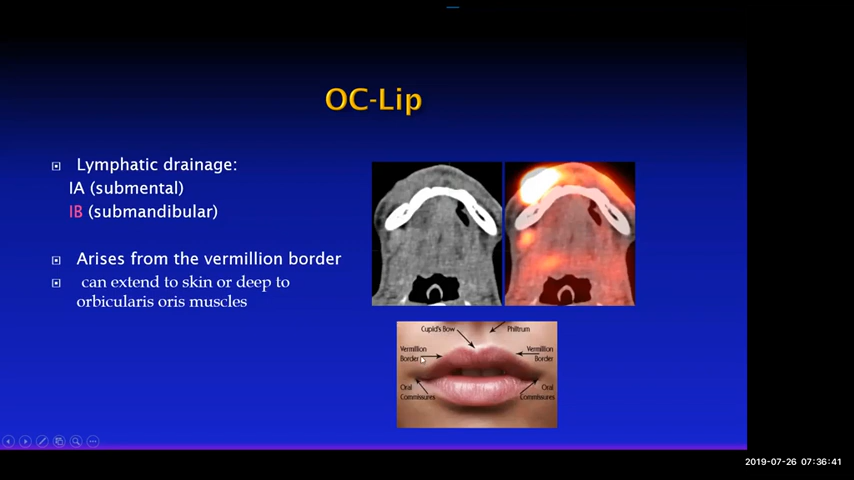 OC-Lip
Lymphatic drainage:
IA (submental)
IB (submandibular)
Arises from the vermillion border
can extend to skin or deep to
orbicularis oris muscles
Cupid's Bow
Philtrum
Vermillion
Border
Vermillion
Border
Oral
Commissures
Oral
Commissures
2019-07-26 07:36:41